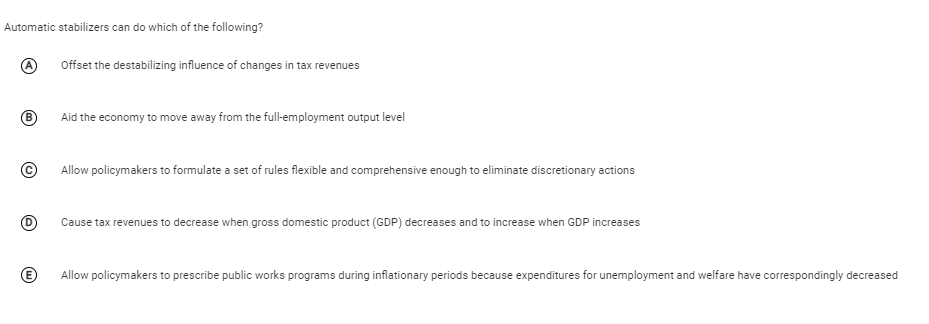 Automatic stabilizers can do which of the following?
A Offset the destabilizing influence of changes in tax revenues
B Aid the economy to move away from the full-employment output level
C Allow policymakers to formulate a set of rules flexible and comprehensive enough to eliminate discretionary actions
D Cause tax revenues to decrease when gross domestic product (GDP) decreases and to increase when GDP increases
E Allow policymakers to prescribe public works programs during inflationary periods because expenditures for unemployment and welfare have correspondingly decreased